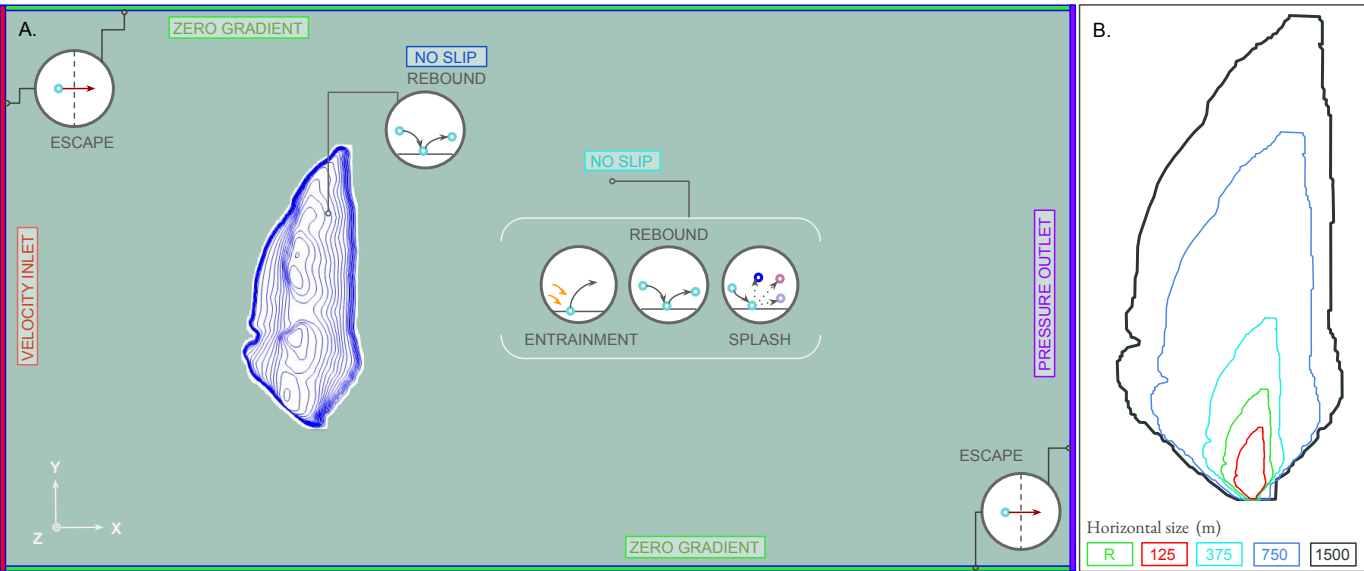 A.
ZERO GRADIENT
ESCAPE
NO SLIP
REBOUND
NO SLIP
REBOUND
ENTRAINMENT
SPLASH
VELOCITY INLET
PRESSURE OUTLET
ESCAPE
ZERO GRADIENT
Y
X
Z
B.
Horizontal size (m)
R 125 375 750 1500